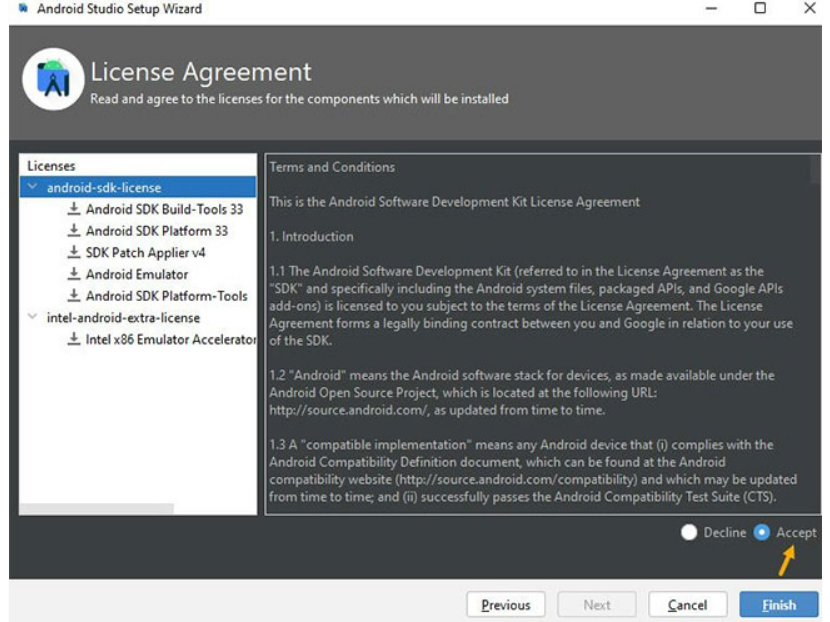 Android Studio Setup Wizard
License Agreement
Read and agree to the licenses for the components which will be installed
Licenses
android-sdk-license
Android SDK Build-Tools 33
Android SDK Platform 33
SDK Patch Applier v4
Android Emulator
Android SDK Platform-Tools
intel-android-extra-license
Intel x86 Emulator Accelerator
Terms and Conditions
This is the Android Software Development Kit License Agreement
1. Introduction
1.1 The Android Software Development Kit (referred to in the License Agreement as the
"SDK" and specifically including the Android system files, packaged APIs, and Google APIs
add-ons) is licensed to you subject to the terms of the License Agreement. The License
Agreement forms a legally binding contract between you and Google in relation to your use
of the SDK.
1.2 "Android" means the Android software stack for devices, as made available under the
Android Open Source Project, which is located at the following URL:
http://source.android.com/, as updated from time to time.
1.3 A "compatible implementation" means any Android device that (i) complies with the
Android Compatibility Definition document, which can be found at the Android
compatibility website (http://source.android.com/compatibility) and which may be updated
from time to time; and (ii) successfully passes the Android Compatibility Test Suite (CTS).
Decline Accept
Previous Next Cancel Finish